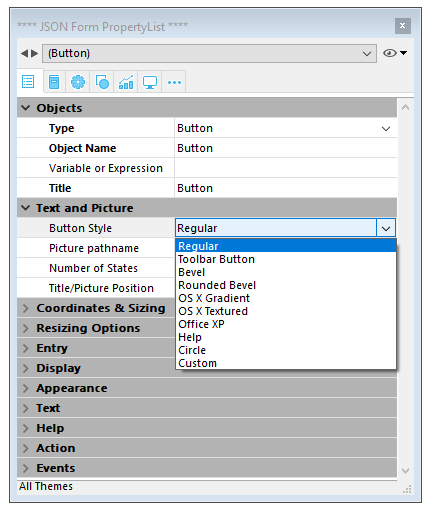 **** JSON Form PropertyList ****
(Button)
Objects
Type Button
Object Name Button
Variable or Expression
Title Button
Text and Picture
Button Style Regular
Picture pathname Regular
Toolbar Button
Number of States Bevel
Rounded Bevel
Title/Picture Position OS X Gradient
OS X Textured
Coordinates & Sizing
Office XP
Resizing Options
Help
Entry Circle
Custom
Display
Appearance
Text
Help
Action
Events
All Themes